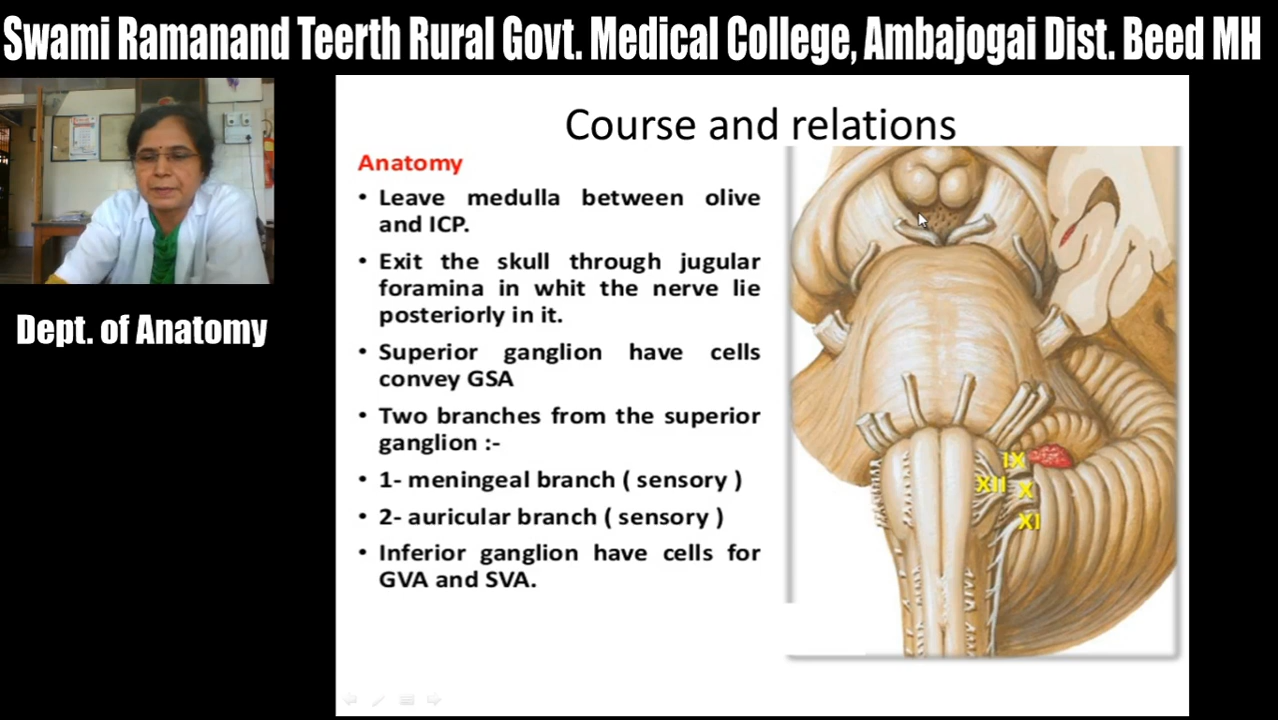 Swami Ramanand Teerth Rural Govt. Medical College, Ambajogai Dist. Beed MH
Dept. of Anatomy
Course and relations
Anatomy
• Leave medulla between olive
and ICP.
• Exit the skull through jugular
foramina in whit the nerve lie
posteriorly in it.
• Superior ganglion have cells
convey GSA
• Two branches from the superior
ganglion :-
• 1- meningeal branch ( sensory )
• 2- auricular branch ( sensory )
• Inferior ganglion have cells for
GVA and SVA.
IX
XII X
XI